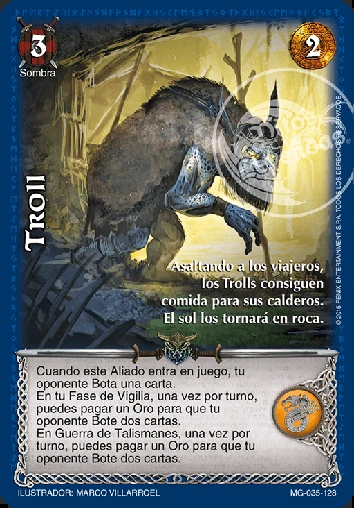 3
Sombra
2
Troll
Asaltando a los viajeros,
los Trolls consiguen
comida para sus calderos.
El sol los tornará en roca.
Cuando este Aliado entra en juego, tu
oponente Bota una carta.
En tu Fase de Vigilia, una vez por turno,
puedes pagar un Oro para que tu
oponente Bote dos cartas.
En Guerra de Talismanes, una vez por
turno, puedes pagar un Oro para que tu
oponente Bote dos cartas.
ILUSTRADOR: MARCO VILLARROEL
MG-035-128